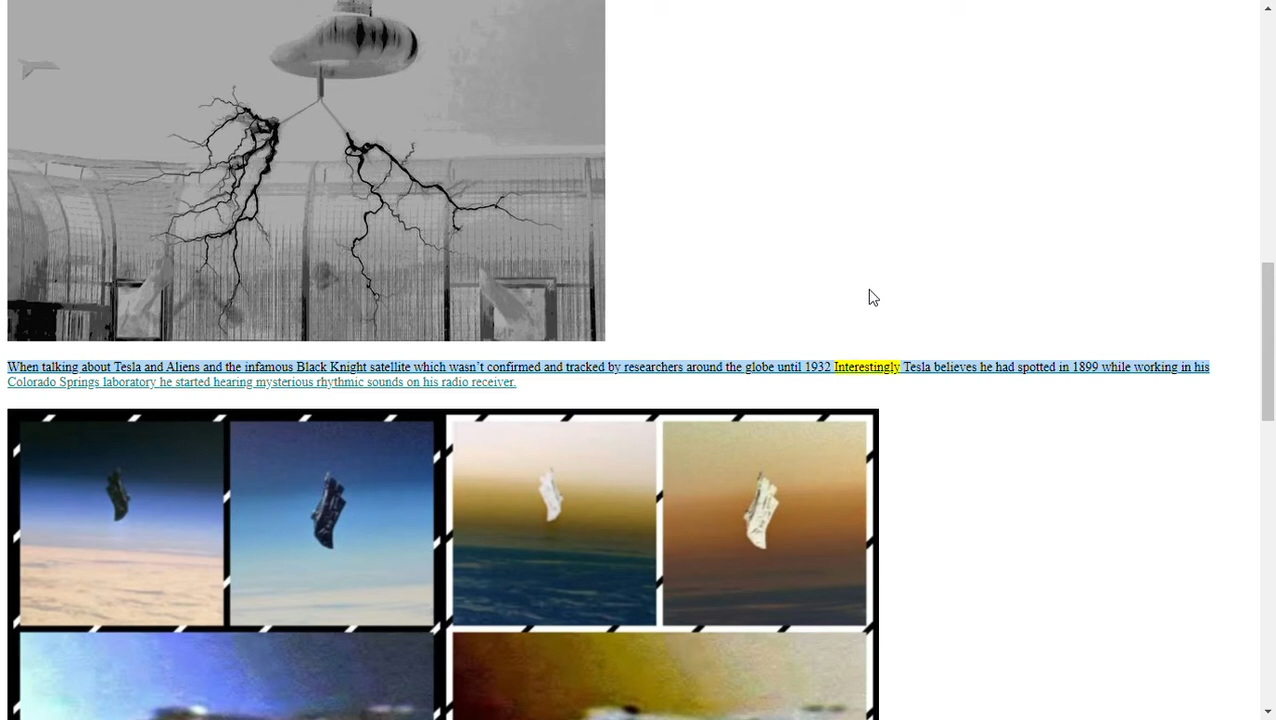 When talking about Tesla and Aliens and the infamous Black Knight satellite which wasn't confirmed and tracked by researchers around the globe until 1932 Interestingly Tesla believes he had spotted in 1899 while working in his
Colorado Springs laboratory he started hearing mysterious rhythmic sounds on his radio receiver.